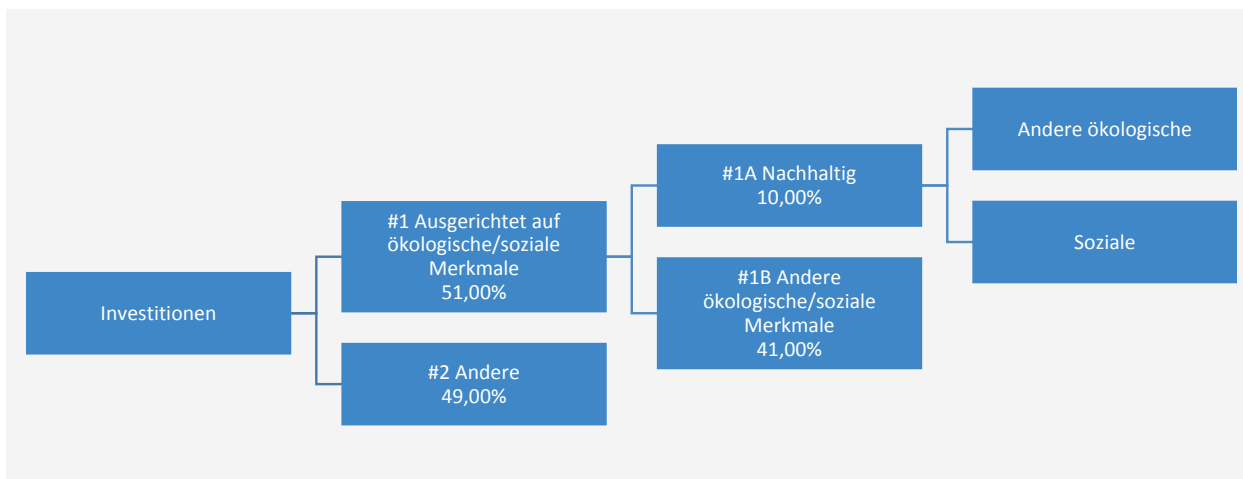 Investitionen
#1 Ausgerichtet auf
ökologische/soziale
Merkmale
51,00%
#2 Andere
49,00%
#1A Nachhaltig
10,00%
#1B Andere
ökologische/soziale
Merkmale
41,00%
Andere ökologische
Soziale